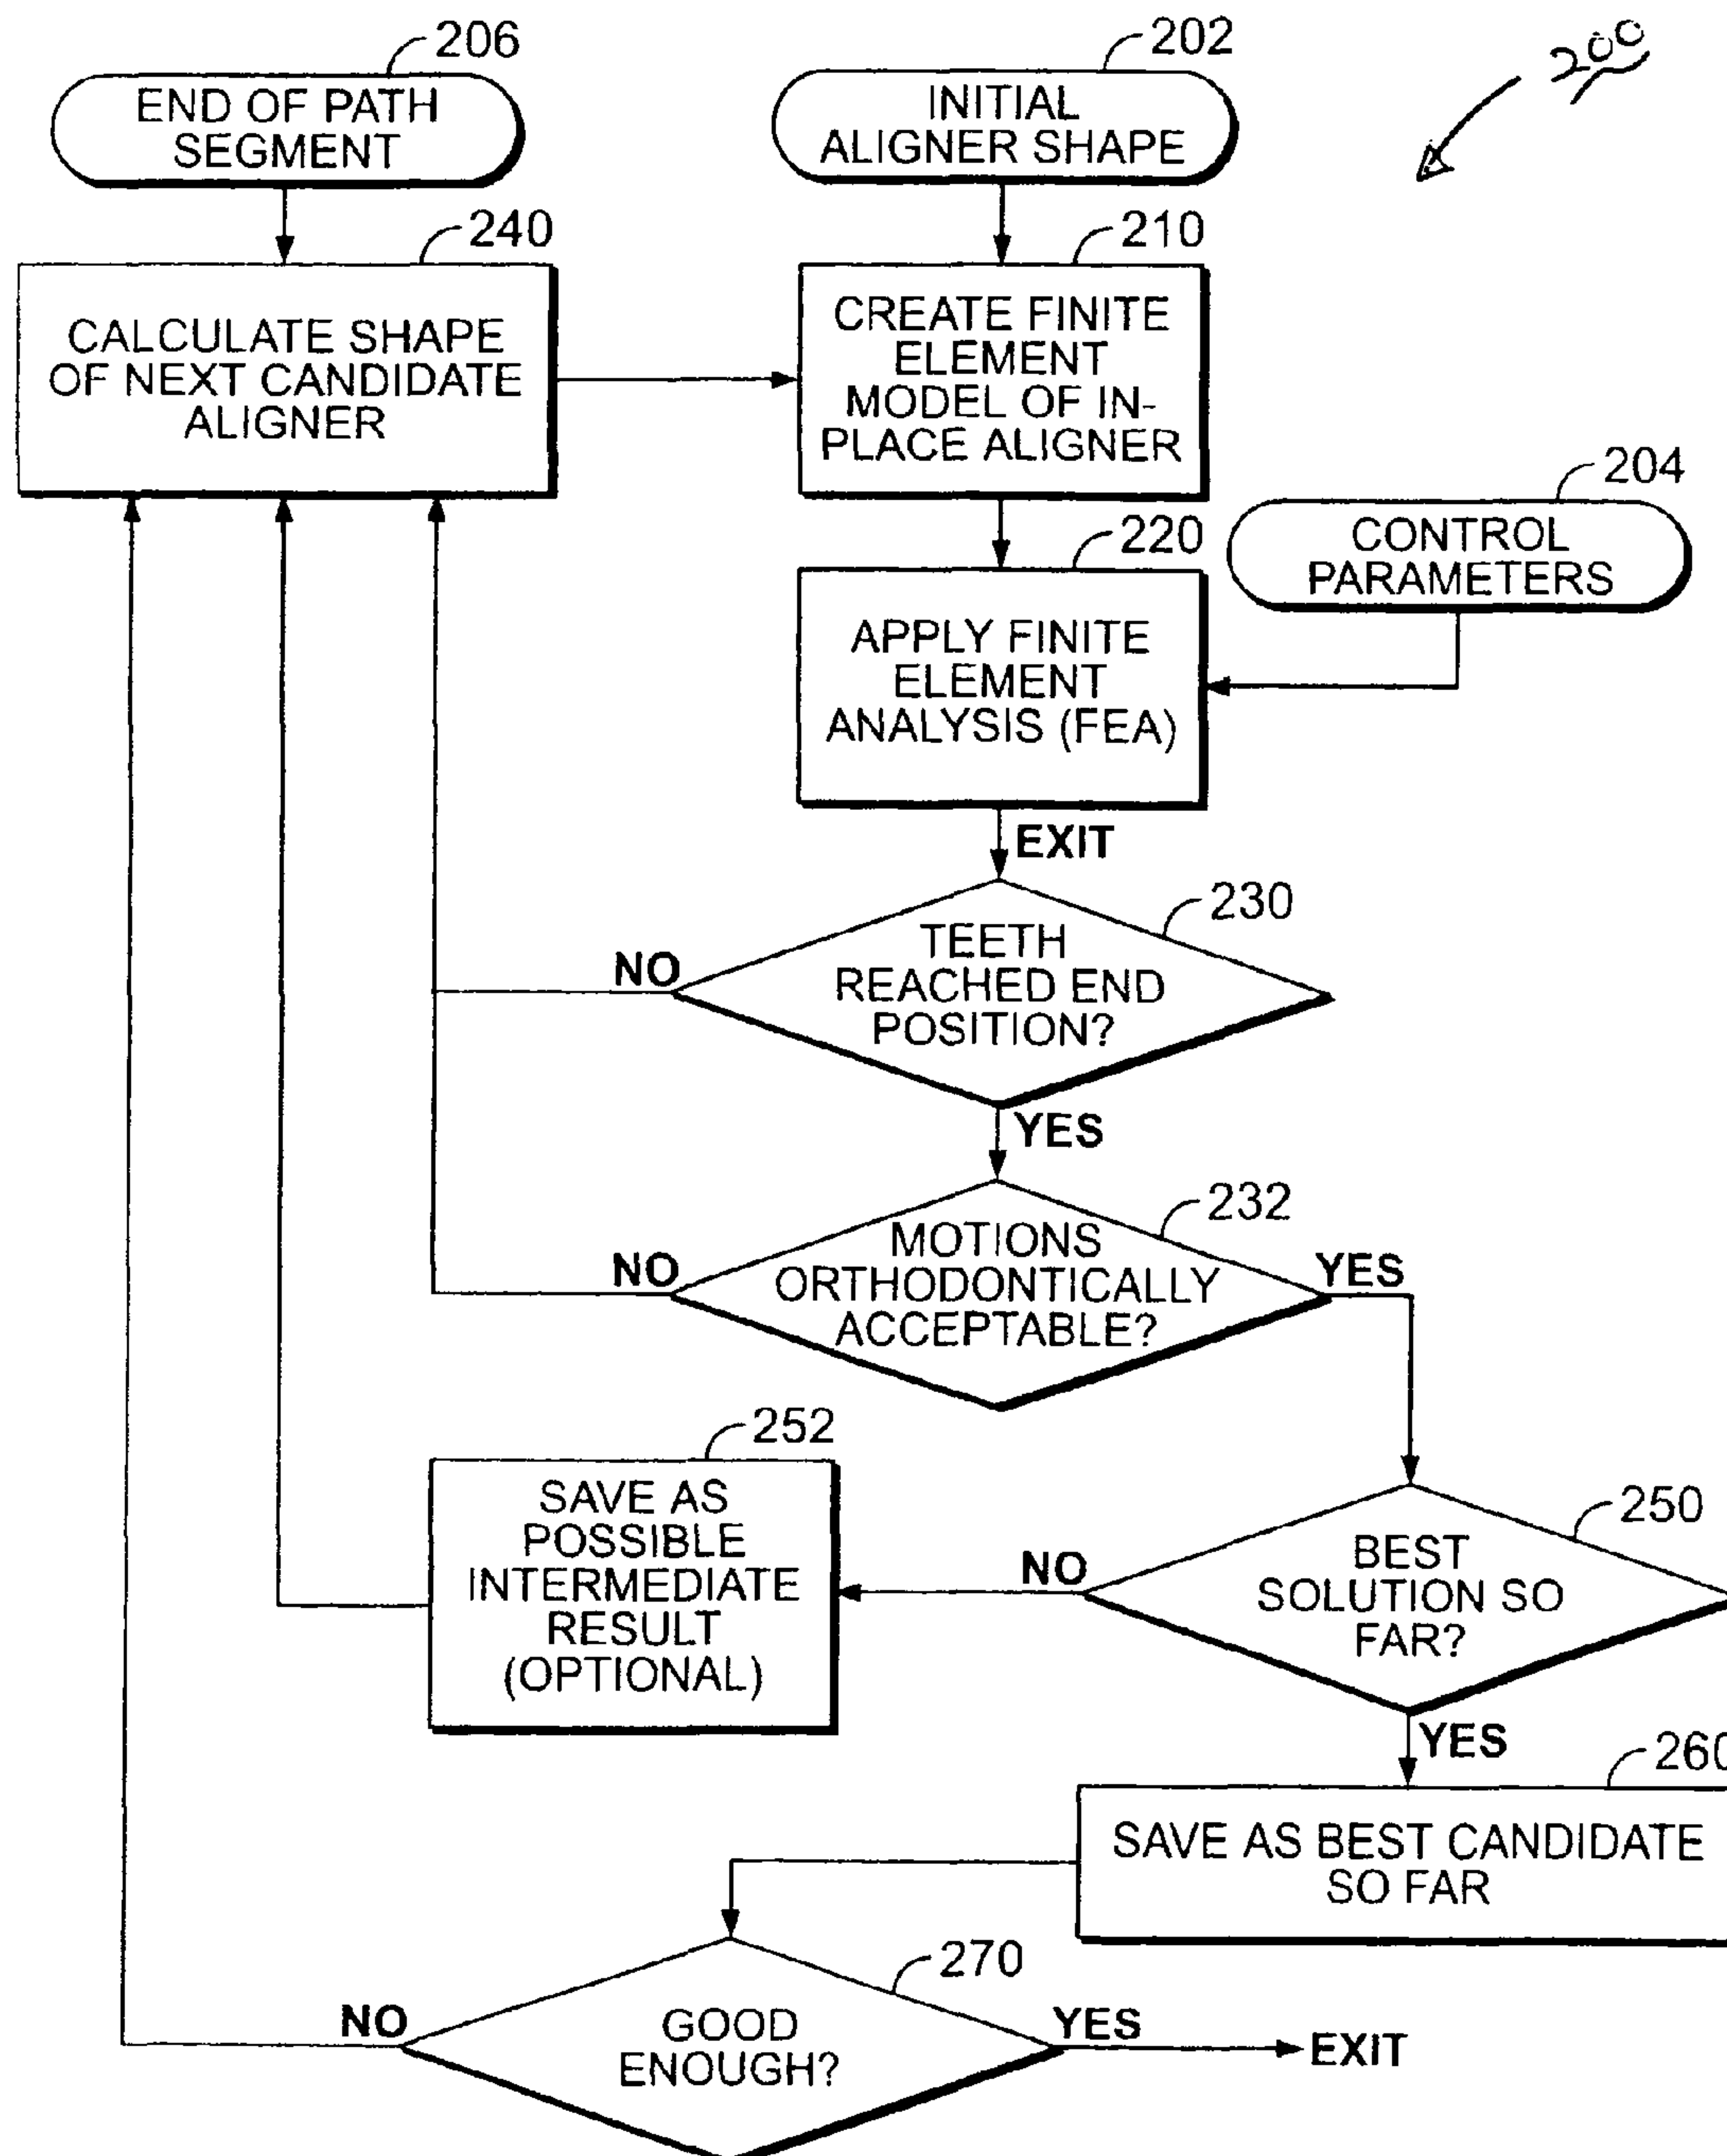 206
END OF PATH
SEGMENT
202
INITIAL
ALIGNER SHAPE
200
240
CALCULATE SHAPE
OF NEXT CANDIDATE
ALIGNER
210
CREATE FINITE
ELEMENT
MODEL OF IN-
PLACE ALIGNER
204
CONTROL
PARAMETERS
220
APPLY FINITE
ELEMENT
ANALYSIS (FEA)
EXIT
230
TEETH
REACHED END
POSITION?
NO
YES
232
MOTIONS
ORTHODONTICALLY
ACCEPTABLE?
NO
YES
252
SAVE AS
POSSIBLE
INTERMEDIATE
RESULT
(OPTIONAL)
250
BEST
SOLUTION SO
FAR?
NO
YES
260
SAVE AS BEST CANDIDATE
SO FAR
270
GOOD
ENOUGH?
NO
YES
EXIT